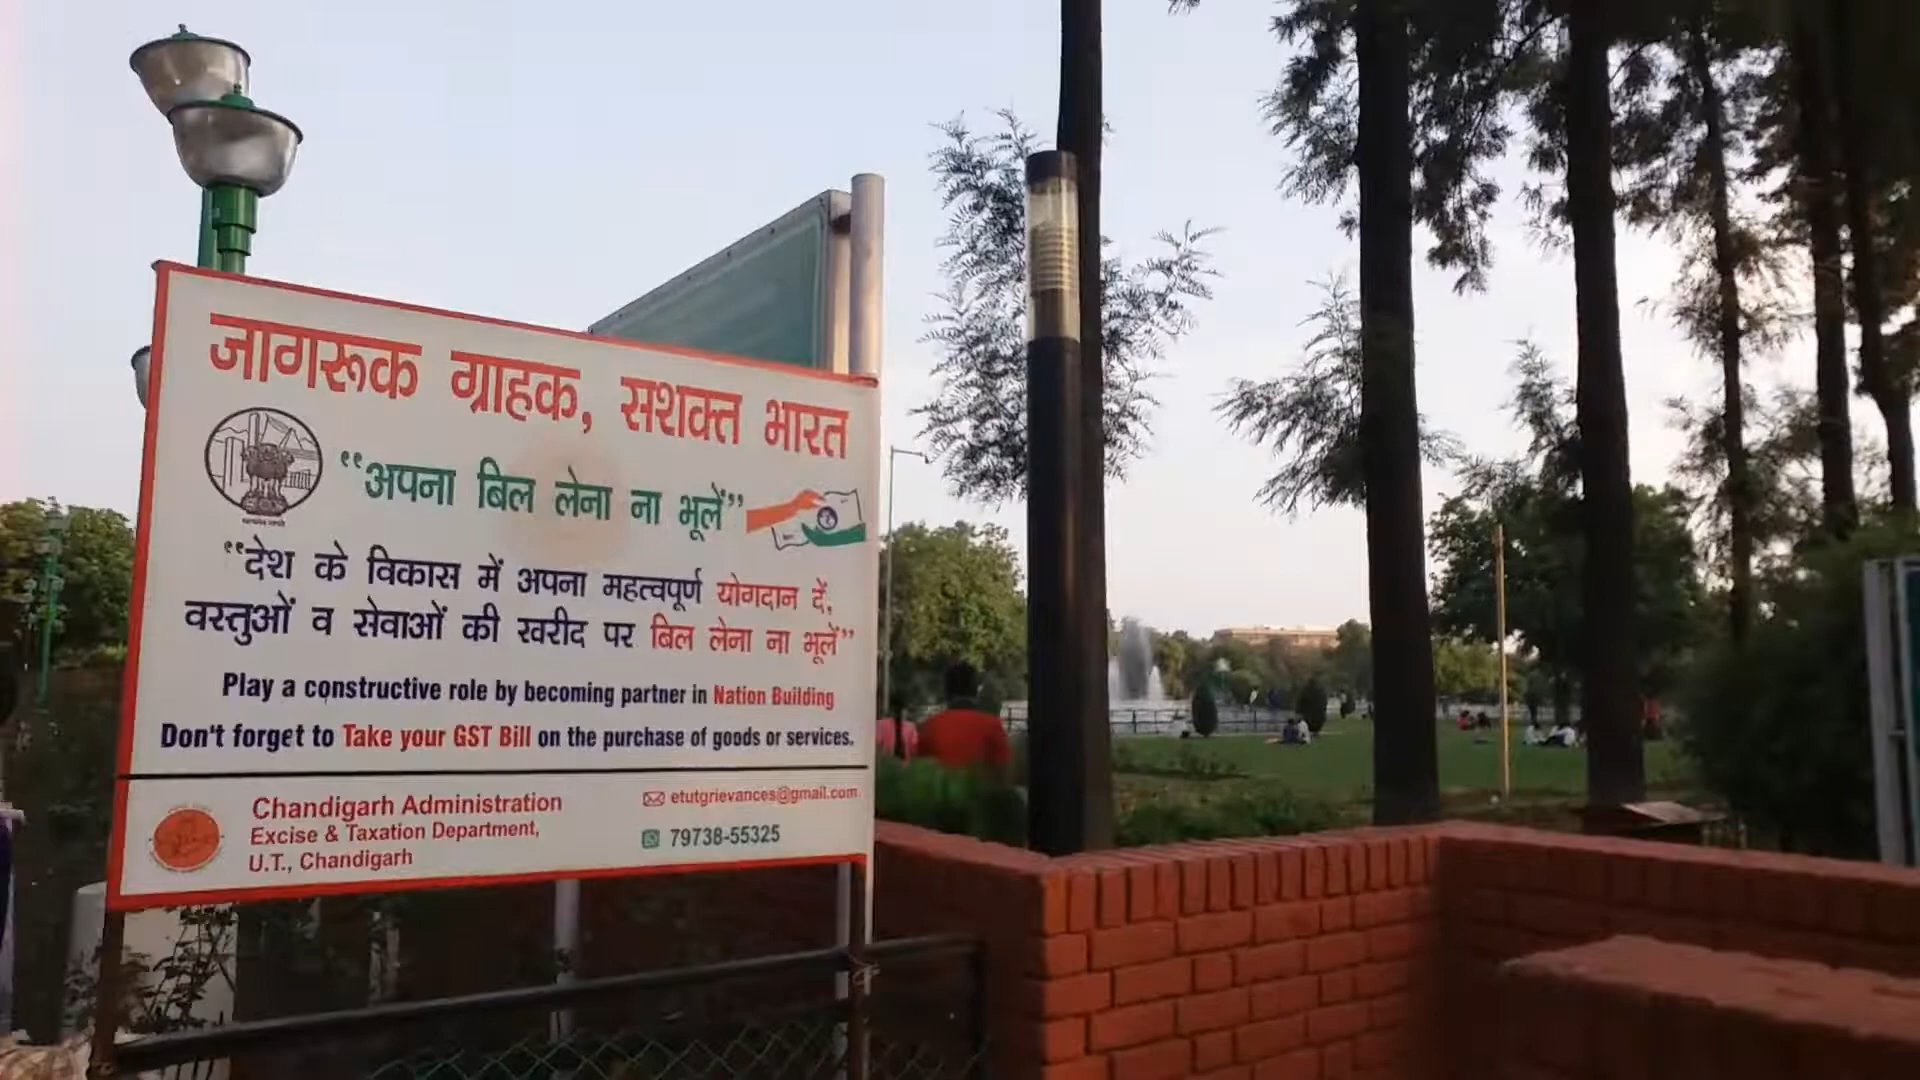 जागरूक ग्राहक, सशक्त भारत
“अपना बिल लेना ना भूलें”
“देश के विकास में अपना महत्वपूर्ण योगदान दें,
वस्तुओं व सेवाओं की खरीद पर बिल लेना ना भूलें”
Play a constructive role by becoming partner in Nation Building
Don't forget to Take your GST Bill on the purchase of goods or services.
Chandigarh Administration
Excise & Taxation Department,
U.T., Chandigarh
etutgrievances@gmail.com
79738-55325